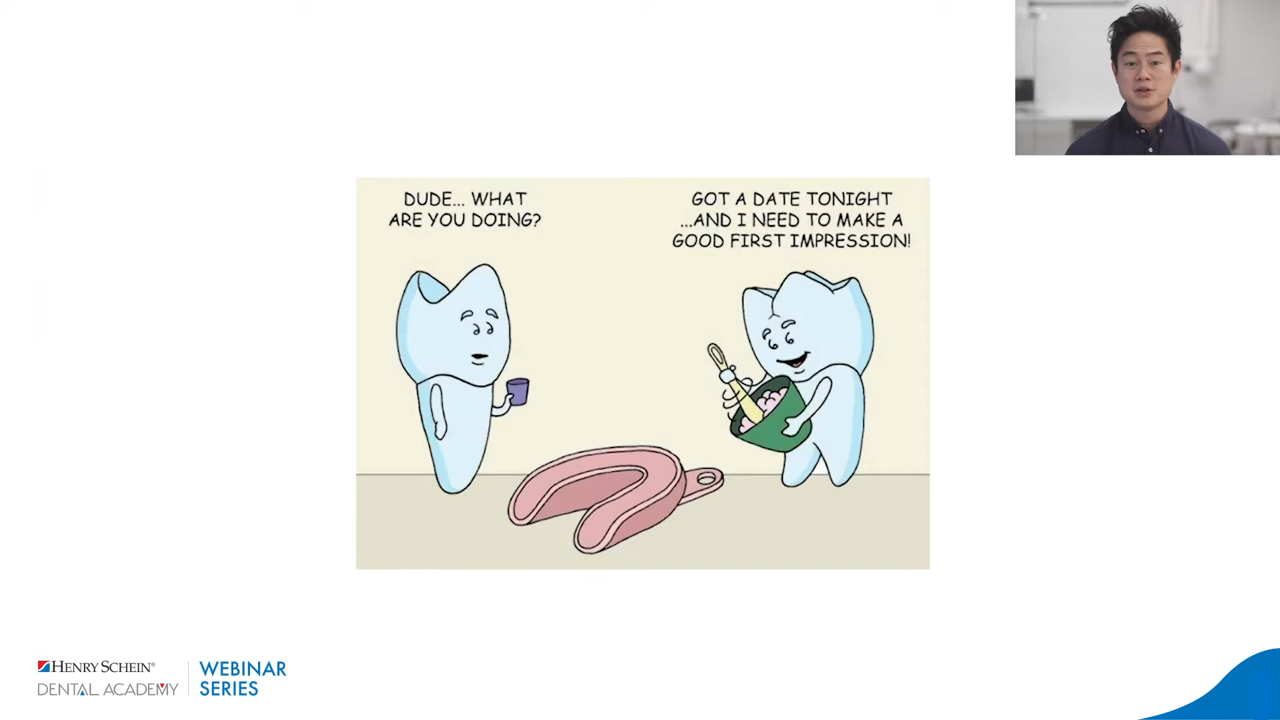 DUDE... WHAT
ARE YOU DOING?
GOT A DATE TONIGHT
...AND I NEED TO MAKE A
GOOD FIRST IMPRESSION!
HENRY SCHEIN®
DENTAL ACADEMY
WEBINAR
SERIES